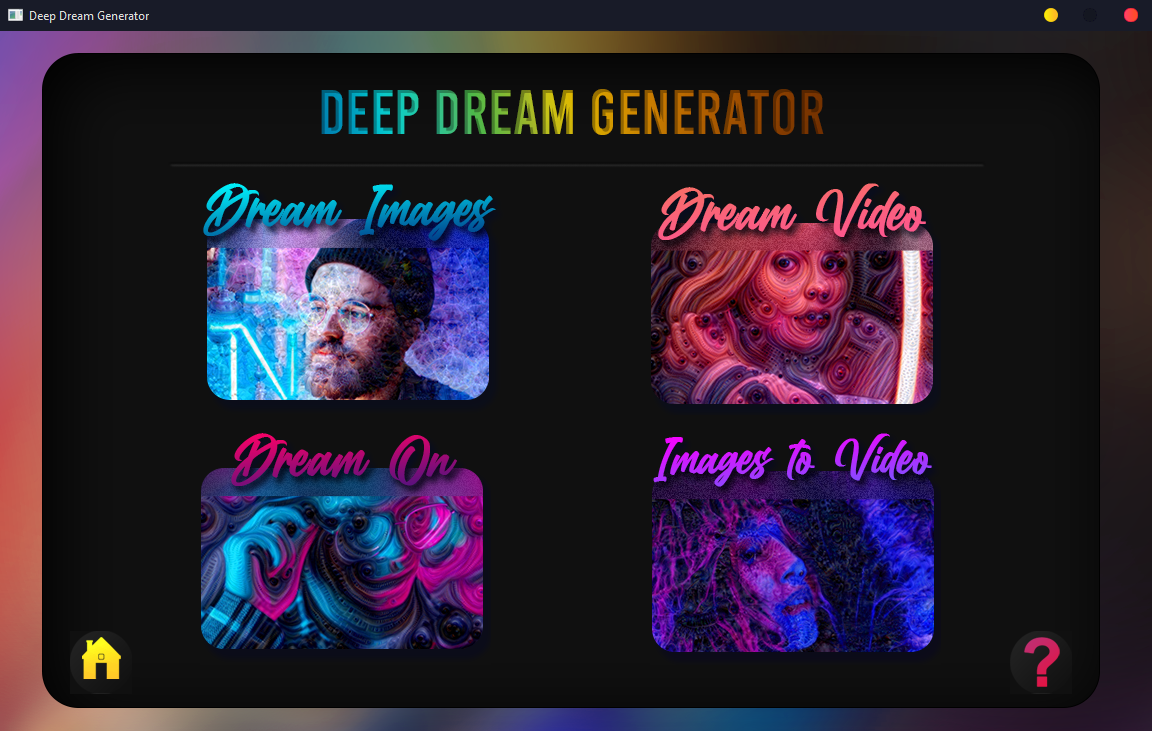 Deep Dream Generator
DEEP DREAM GENERATOR
Dream Images
Dream Video
Dream On
Images to Video
?